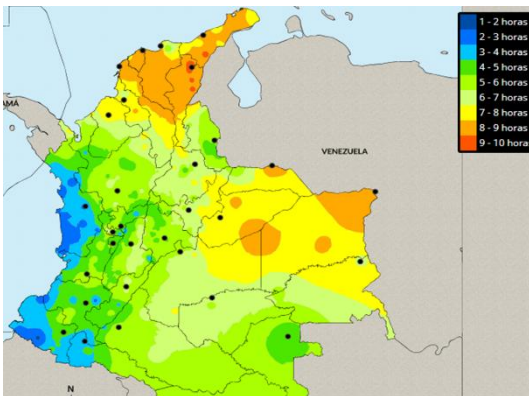 1 - 2 horas
2 - 3 horas
3 - 4 horas
4 - 5 horas
5 - 6 horas
6 - 7 horas
7 - 8 horas
8 - 9 horas
9 - 10 hora
AMÁ
VENEZUELA
N